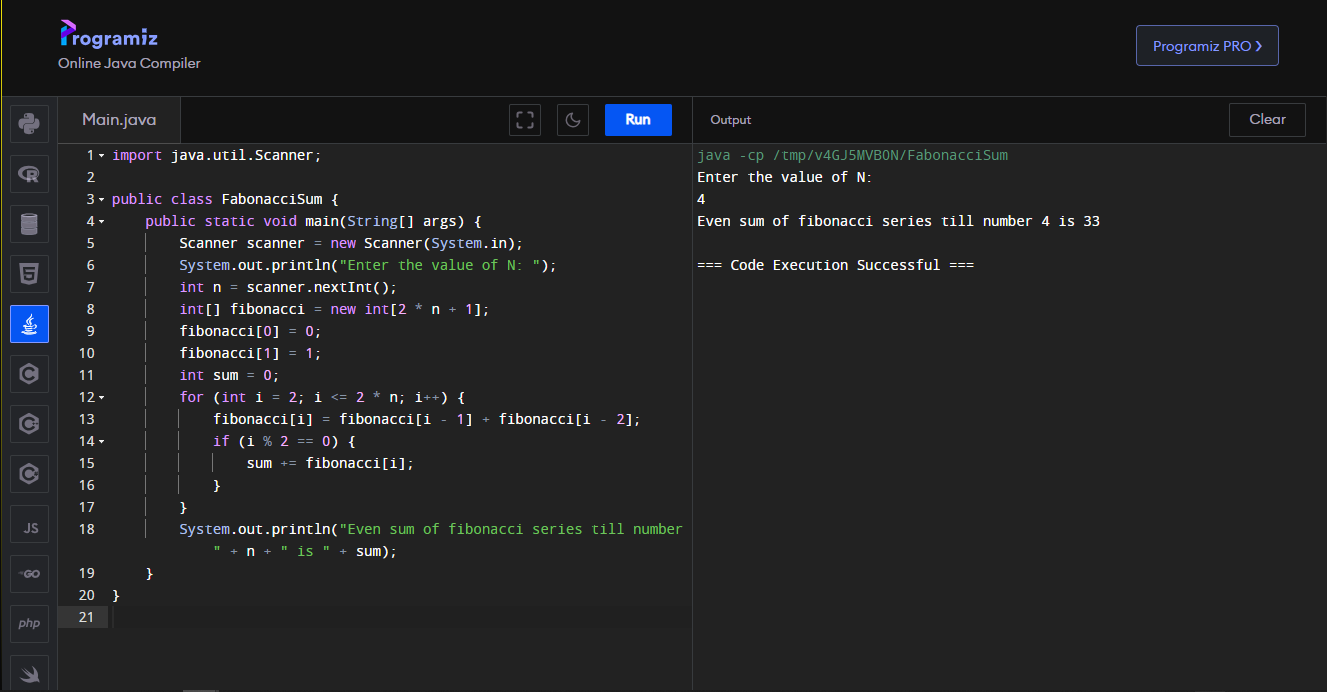 Programiz
Online Java Compiler
Programiz PRO ❯
Main.java
Run
Output
Clear
1 import java.util.Scanner;
2
3 public class FabonacciSum {
4     public static void main(String[] args) {
5         Scanner scanner = new Scanner(System.in);
6         System.out.println("Enter the value of N: ");
7         int n = scanner.nextInt();
8         int[] fibonacci = new int[2 * n + 1];
9         fibonacci[0] = 0;
10         fibonacci[1] = 1;
11         int sum = 0;
12         for (int i = 2; i <= 2 * n; i++) {
13             fibonacci[i] = fibonacci[i - 1] + fibonacci[i - 2];
14             if (i % 2 == 0) {
15                 sum += fibonacci[i];
16             }
17         }
18         System.out.println("Even sum of fibonacci series till number
" + n + " is " + sum);
19     }
20 }
21
java -cp /tmp/v4GJ5MVBON/FabonacciSum
Enter the value of N:
4
Even sum of fibonacci series till number 4 is 33
=== Code Execution Successful ===
R
5
C
C
C
JS
GO
php